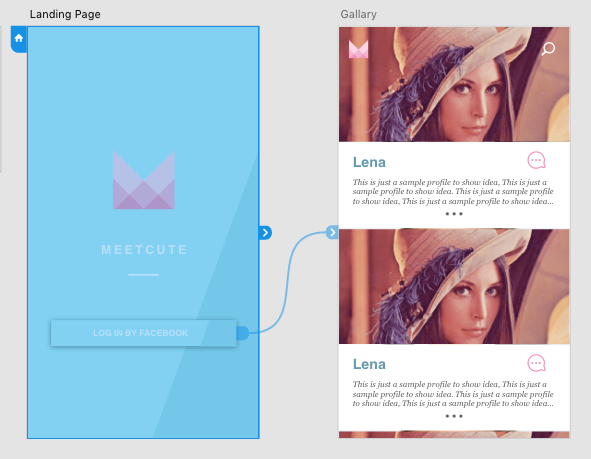 Landing Page
Gallary
MEETCUTE
LOG IN BY FACEBOOK
Lena
This is just a sample profile to show idea, This is just a
sample profile to show idea. This is just a sample profile
to show idea, This is just a sample profile to show idea...
Lena
This is just a sample profile to show idea, This is just a
sample profile to show idea. This is just a sample profile
to show idea, This is just a sample profile to show idea...